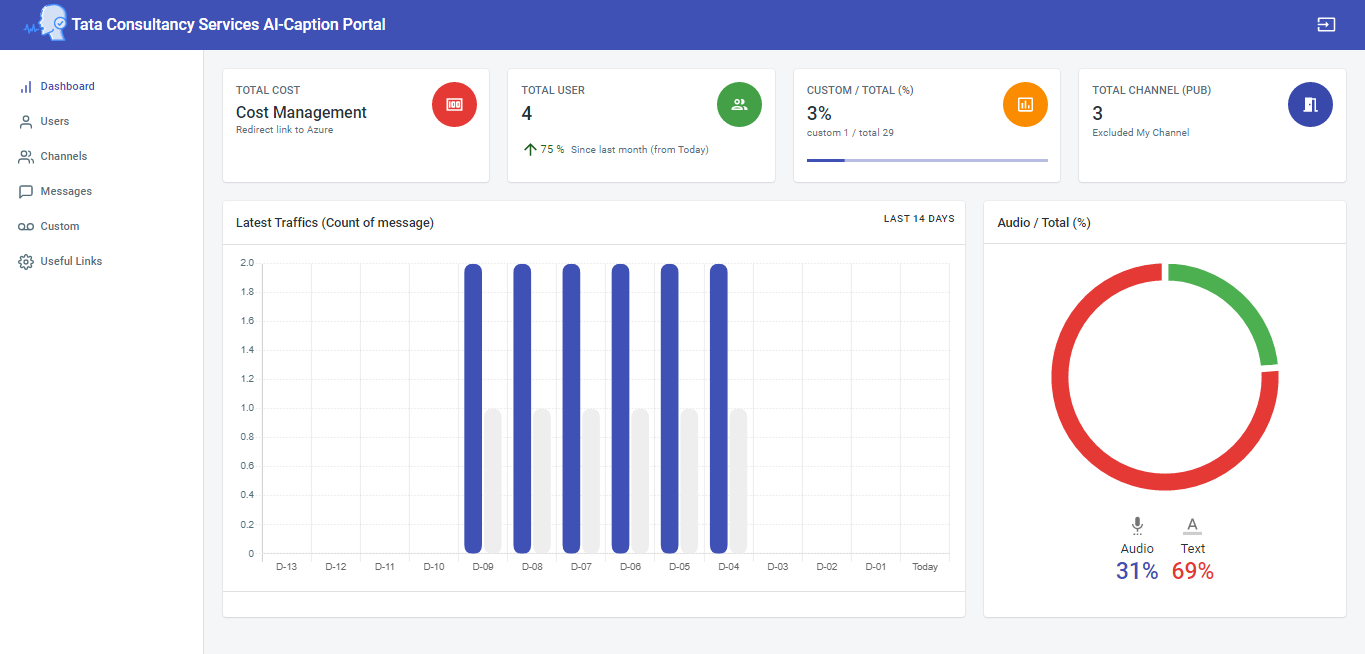 Tata Consultancy Services AI-Caption Portal
Dashboard
Users
Channels
Messages
Custom
Useful Links
TOTAL COST
Cost Management
Redirect link to Azure
100
TOTAL USER
4
75 % Since last month (from Today)
CUSTOM / TOTAL (%)
3%
custom 1 / total 29
TOTAL CHANNEL (PUB)
3
Excluded My Channel
Latest Traffics (Count of message)
LAST 14 DAYS
2.0
1.8
1.6
1.4
1.2
1.0
0.8
0.6
0.4
0.2
0
D-13 D-12 D-11 D-10 D-09 D-08 D-07 D-06 D-05 D-04 D-03 D-02 D-01 Today
Audio / Total (%)
A
Audio Text
31% 69%